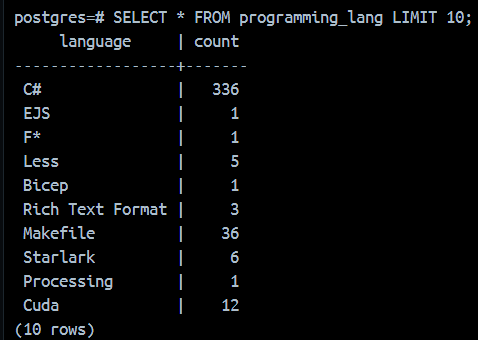 postgres=# SELECT * FROM programming_lang LIMIT 10;
     language     | count
------------------+-------
 C#               |   336
 EJS              |     1
 F*               |     1
 Less             |     5
 Bicep            |     1
 Rich Text Format |     3
 Makefile         |    36
 Starlark         |     6
 Processing       |     1
 Cuda             |    12
(10 rows)